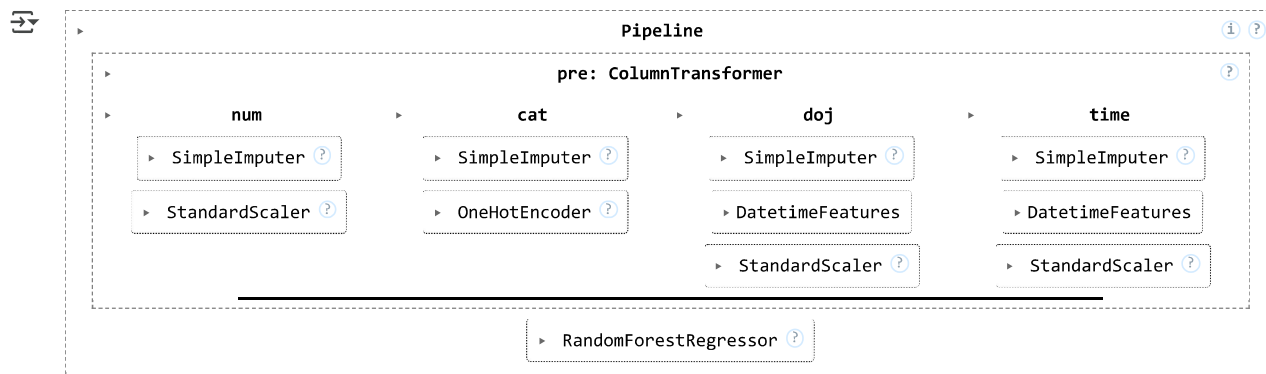 Pipeline i ?
pre: ColumnTransformer ?
num cat doj time
SimpleImputer ? SimpleImputer ? SimpleImputer ? SimpleImputer ?
StandardScaler ? OneHotEncoder ? DatetimeFeatures DatetimeFeatures
StandardScaler ? StandardScaler ?
RandomForestRegressor ?